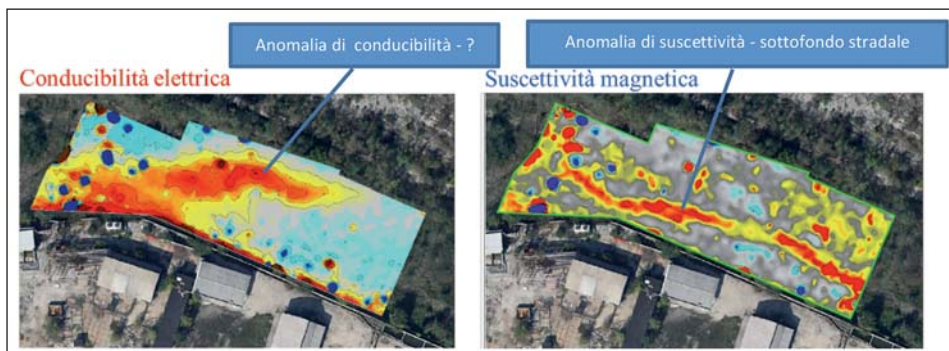 Anomalia di conducibilità - ?
Anomalia di suscettività - sottofondo stradale
Conducibilità elettrica
Suscettività magnetica